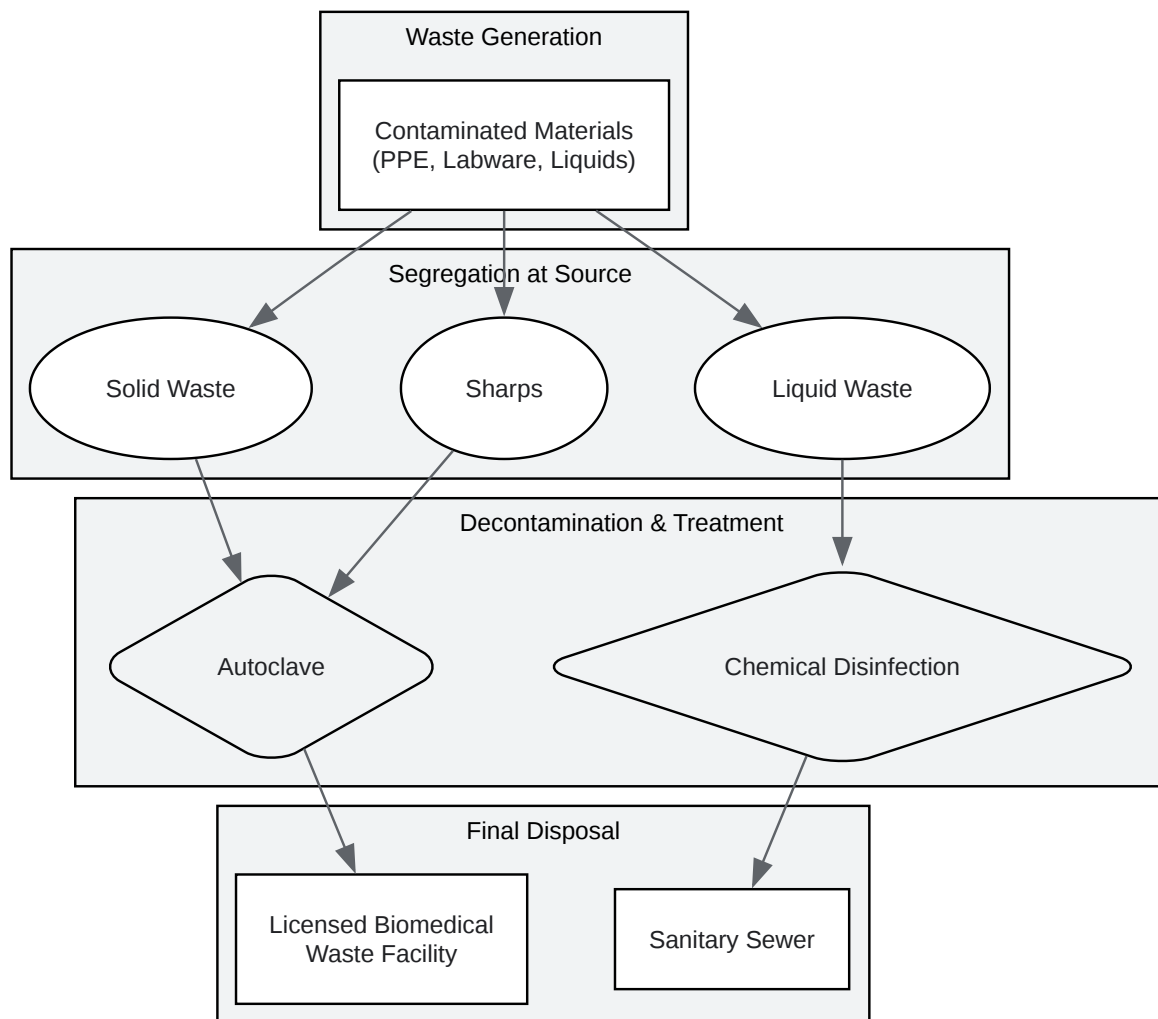 Waste Generation
Contaminated Materials
(PPE, Labware, Liquids)
Segregation at Source
Solid Waste
Sharps
Liquid Waste
Decontamination & Treatment
Autoclave
Chemical Disinfection
Final Disposal
Licensed Biomedical
Waste Facility
Sanitary Sewer